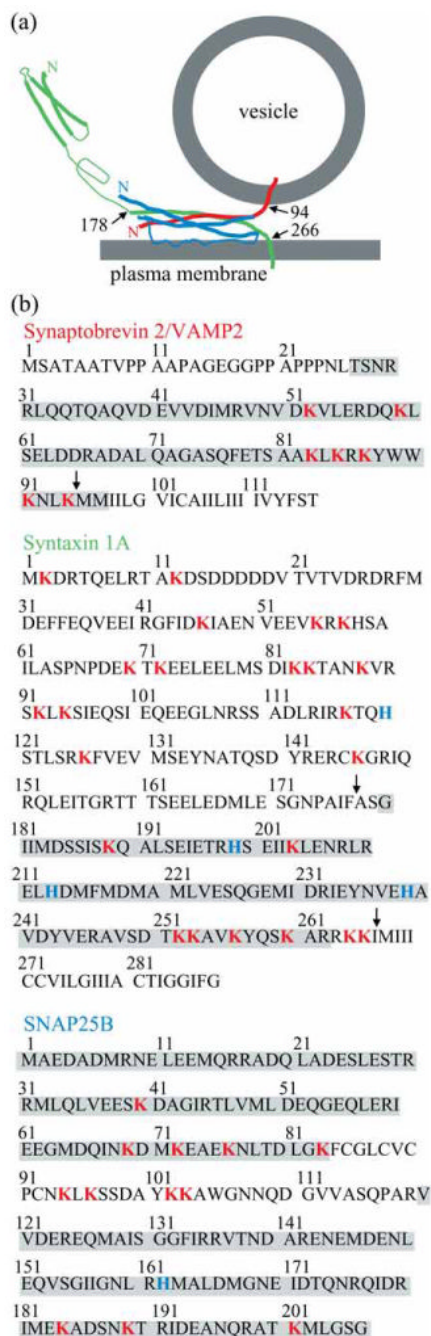 (a)
N
vesicle
N
94
178
N
266
plasma membrane
(b)
Synaptobrevin 2/VAMP2
1 11 21
MSATAATVPP AAPAGEGGPP APPPNLTSNR
31 41 51
RLQQTQAQVD EVVDIMRVNV DKVLERDQKL
61 71 81
SELDDRADAL QAGASQFETS AAKLKRKYWW
91 101 111
KNLKMMIILG VICAIILIII IVYFST
Syntaxin 1A
1 11 21
MKDRTQELRT AKDSDDDDDV TVTVDRDRFM
31 41 51
DEFFEQVEEI RGFIDKIAEN VEEVKRKHSA
61 71 81
ILASPNPDEK TKEELEELMS DIKKTANKVR
91 101 111
SKLKSIEQSI EQEEGLNRSS ADLRIRKTQH
121 131 141
STLSRKFVEV MSEYNATQSD YRERCKGRIQ
151 161 171
RQLEITGRTT TSEELEDMLE SGNPAIFASG
181 191 201
IIMDSSISKQ ALSEIETRHS EIIKLENRLR
211 221 231
ELHDMFMDMA MLVESQGEMI DRIEYNVEHA
241 251 261
VDYVERAVSD TKKAVKYQSK ARRKKIMIII
271 281
CCVILGIIIA CTIGGIFG
SNAP25B
1 11 21
MAEDADMRNE LEEMQRRADQ LADESLESTR
31 41 51
RMLQLVEESK DAGIRTLVML DEQGEQLERI
61 71 81
EEGMDQINKD MKEAEKNLTD LGKFCGLCVC
91 101 111
PCNKLKSSDA YKKAWGNNQD GVVASQPARV
121 131 141
VDEREQMAIS GGFIRRVTND ARENEMDENL
151 161 171
EQVSGIIGNL RHMALDMGNE IDTQNRQIDR
181 191 201
IMEKADSNKT RIDEANQRAT KMLGSG